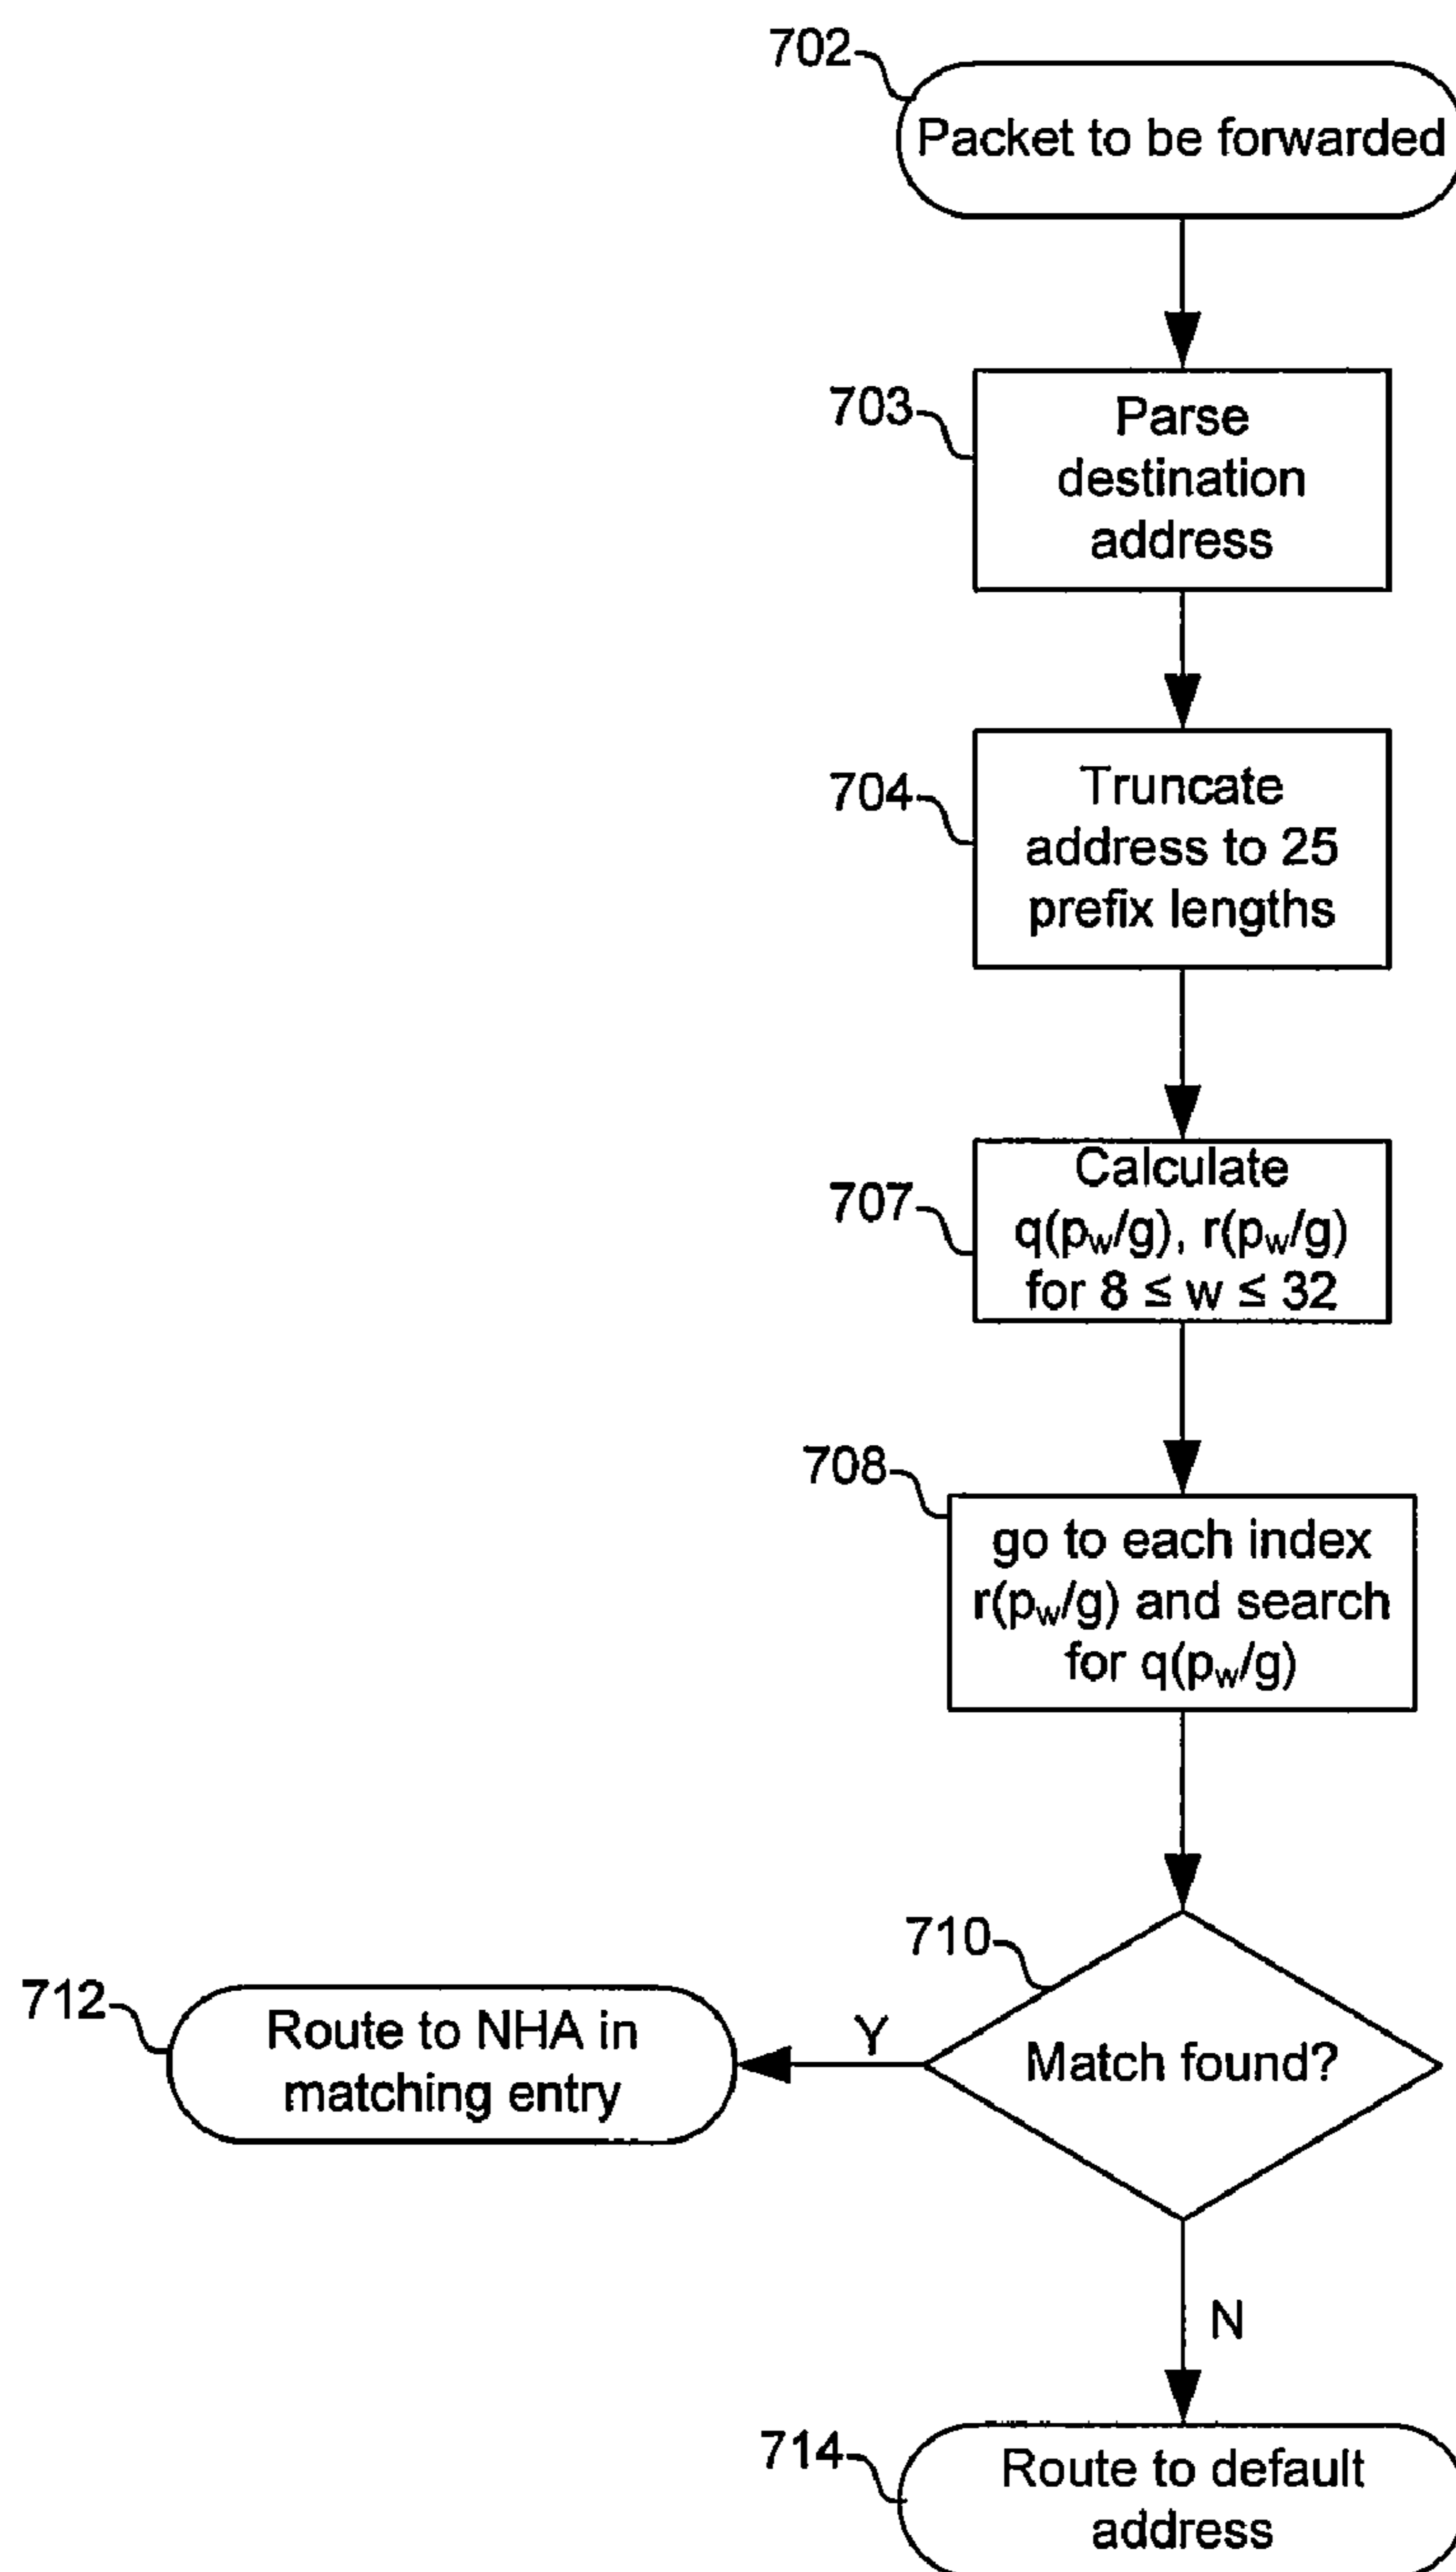 702
Packet to be forwarded
703
Parse
destination
address
704
Truncate
address to 25
prefix lengths
707
Calculate
q(pw/g), r(pw/g)
for 8 ≤ w ≤ 32
708
go to each index
r(pw/g) and search
for q(pw/g)
710
Match found?
Y
712
Route to NHA in
matching entry
N
714
Route to default
address